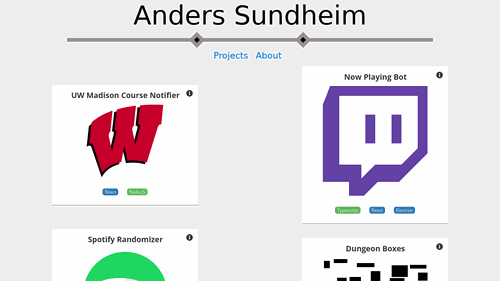 Anders Sundheim
Projects About
UW Madison Course Notifier
W
React Node.JS
Now Playing Bot
Typescript React Electron
Spotify Randomizer
Dungeon Boxes